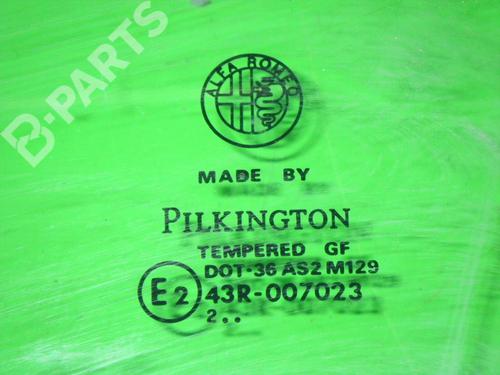 B-PARTS
ALFA ROMEO
MADE BY
PILKINGTON
TEMPERED GF
DOT·36 AS2 M129
E2 43R-007023
2..